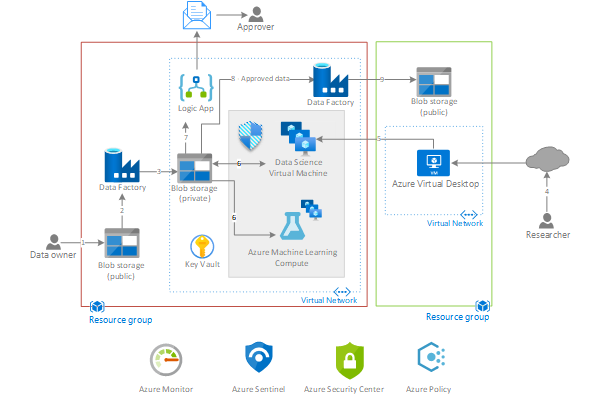 Approver
8 - Approved data
9
Logic App
Data Factory
Blob storage
(public)
7
5
Data Science
Virtual Machine
6
3
Data Factory
Blob storage
(private)
Azure Virtual Desktop
VM
4
2
6
Virtual Network
Researcher
1
Data owner
Blob storage
(public)
Key Vault
Azure Machine Learning
Compute
Virtual Network
Resource group
Resource group
Azure Monitor
Azure Sentinel
Azure Security Center
Azure Policy